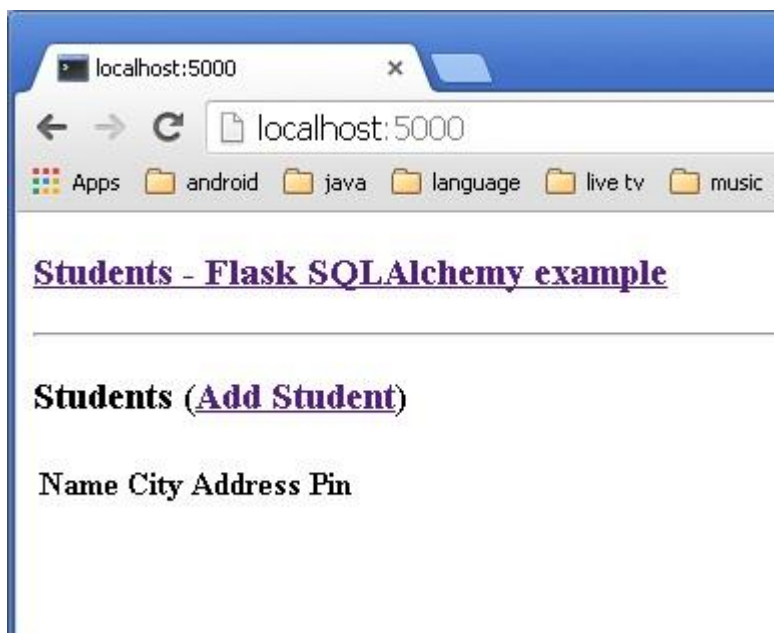 localhost:5000
localhost:5000
Apps android java language live tv music
Students - Flask SQLAlchemy example
Students (Add Student)
Name City Address Pin